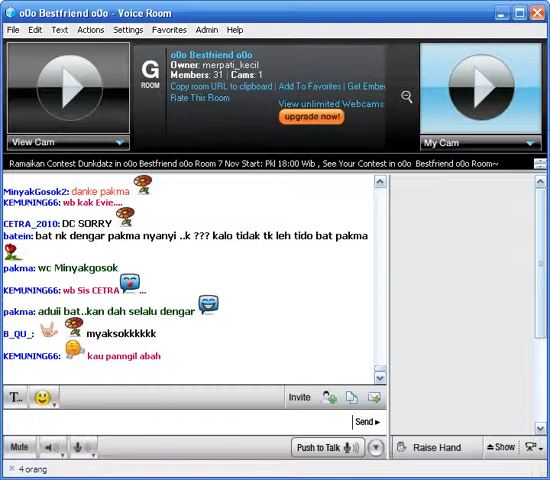 o0o Bestfriend o0o - Voice Room
File Edit Text Actions Settings Favorites Admin Help
o0o Bestfriend o0o
Owner: merpati_kecil
G
ROOM
Members: 31 | Cams: 1
Copy room URL to clipboard | Add To Favorites | Get Embe
Rate This Room
View unlimited Webcams:
upgrade now!
View Cam
My Cam
Ramaikan Contest Dunkdatz in o0o Bestfriend o0o Room 7 Nov Start: Pkl 18:00 Wib , See Your Contest in o0o Bestfriend o0o Room~
MinyakGosok2: danke pakma
KEMUNING66: wb kak Evie....
CETRA_2010: DC SORRY
batein: bat nk dengar pakma nyanyi ..k ??? kalo tidak tk leh tido bat pakma
pakma: wc Minyakgosok
KEMUNING66: wb Sis CETRA ...
pakma: aduii bat..kan dah selalu dengar
B_QU_: myaksokkkkkk
KEMUNING66: kau panngil abah
T... Invite
Send
Mute Push to Talk Raise Hand Show
4 orang